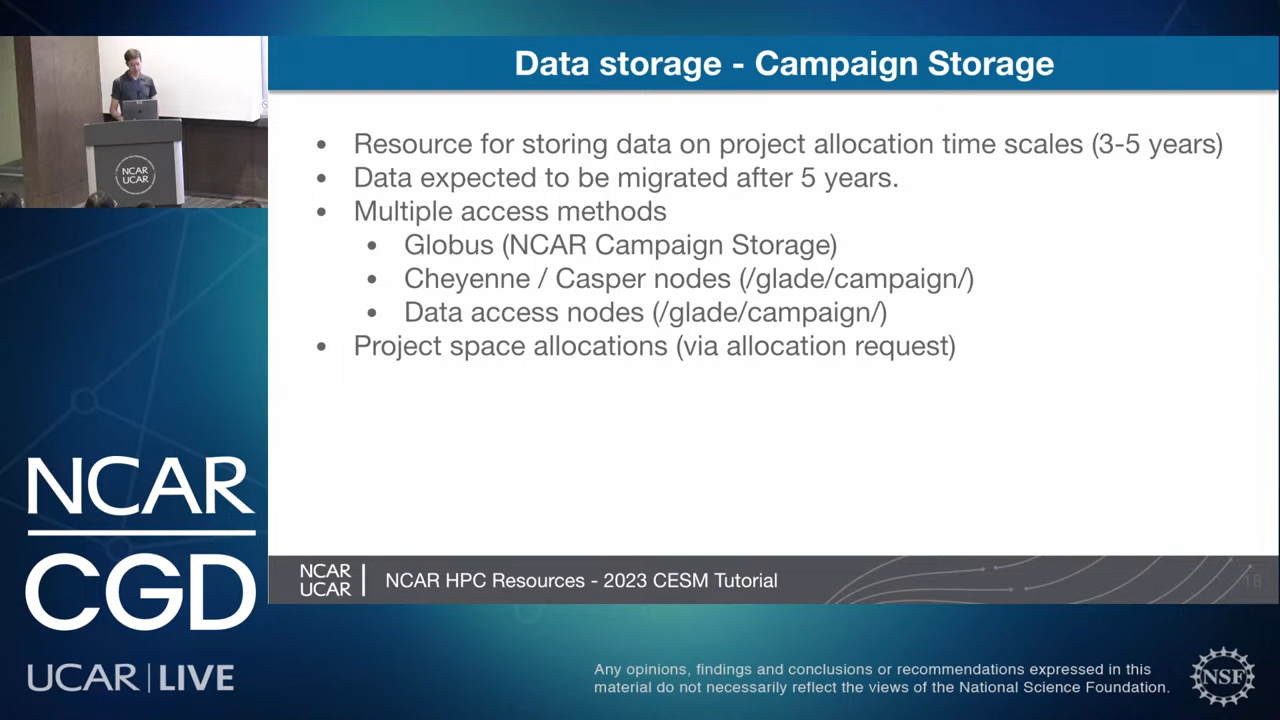 Data storage - Campaign Storage
NCAR
UCAR
• Resource for storing data on project allocation time scales (3-5 years)
• Data expected to be migrated after 5 years.
• Multiple access methods
• Globus (NCAR Campaign Storage)
• Cheyenne / Casper nodes (/glade/campaign/)
• Data access nodes (/glade/campaign/)
• Project space allocations (via allocation request)
NCAR
CGD
UCAR | LIVE
NCAR
UCAR
NCAR HPC Resources - 2023 CESM Tutorial
18
Any opinions, findings and conclusions or recommendations expressed in this
material do not necessarily reflect the views of the National Science Foundation.
NSF